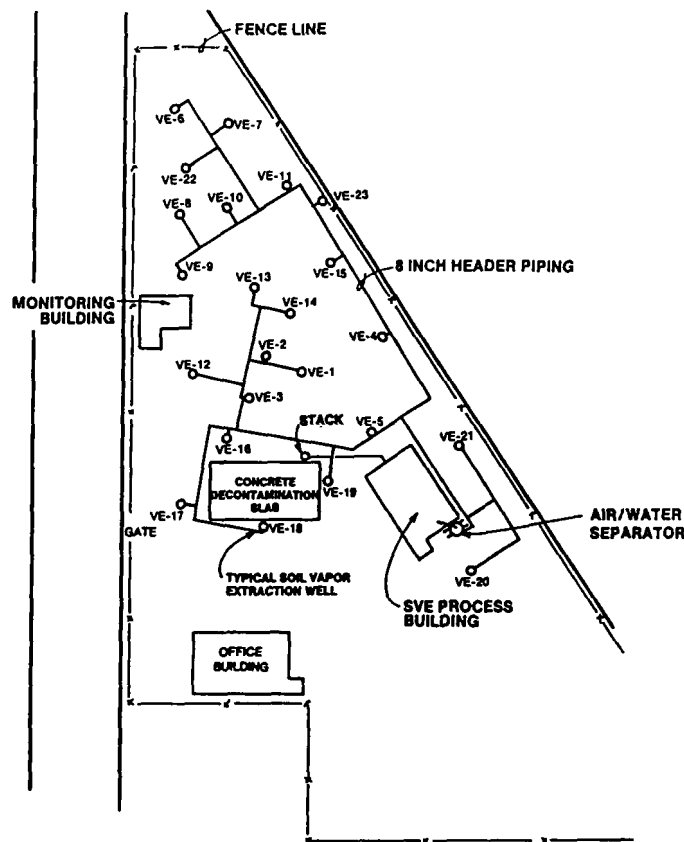 FENCE LINE
VE-6
VE-7
VE-22
VE-8
VE-10
VE-11
VE-23
VE-9
VE-13
VE-15
8 INCH HEADER PIPING
MONITORING
BUILDING
VE-14
VE-4
VE-2
VE-12
VE-1
VE-3
STACK
VE-5
VE-16
VE-21
CONCRETE
DECONTAMINATION
SLAB
VE-19
VE-17
VE-18
GATE
AIR/WATER
SEPARATOR
TYPICAL SOIL VAPOR
EXTRACTION WELL
VE-20
SVE PROCESS
BUILDING
OFFICE
BUILDING